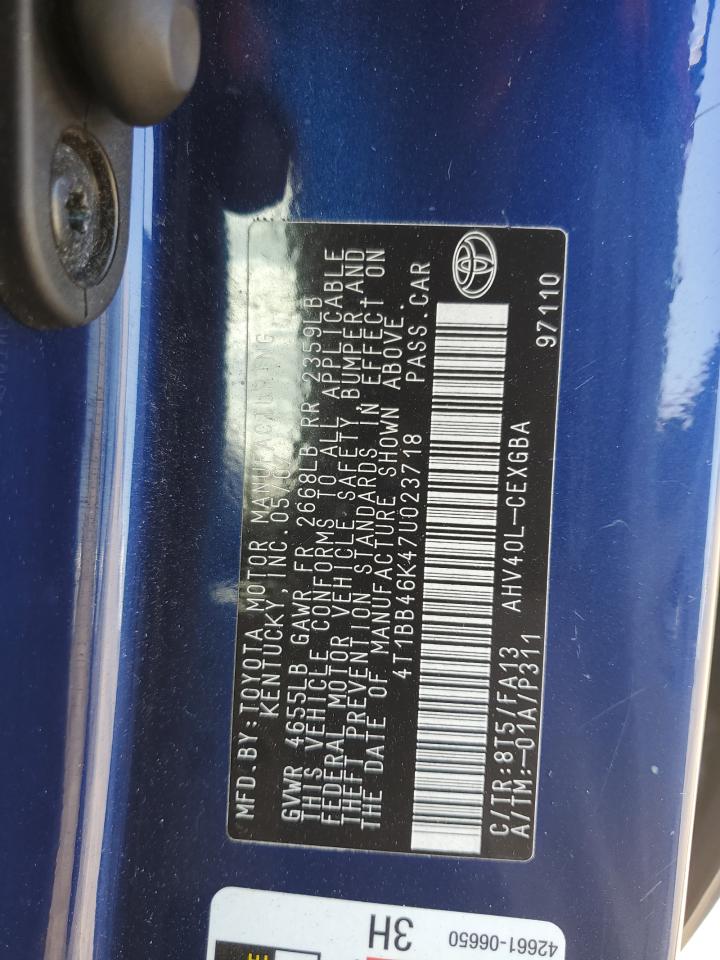 MFD. BY: TOYOTA MOTOR MANUFACTURING
KENTUCKY, INC.
GVWR 4655LB GAWR FR 2668LB RR 2359LB
THIS VEHICLE CONFORMS TO ALL APPLICABLE
FEDERAL MOTOR VEHICLE SAFETY, BUMPER, AND
THEFT PREVENTION STANDARDS IN EFFECT ON
THE DATE OF MANUFACTURE SHOWN ABOVE.
4T1BB46K47U023718 PASS.CAR
C/TR:8T5/FA13 AHV40L-CEXGBA
A/TM:-01A/P311 97110
3H
42661-06650